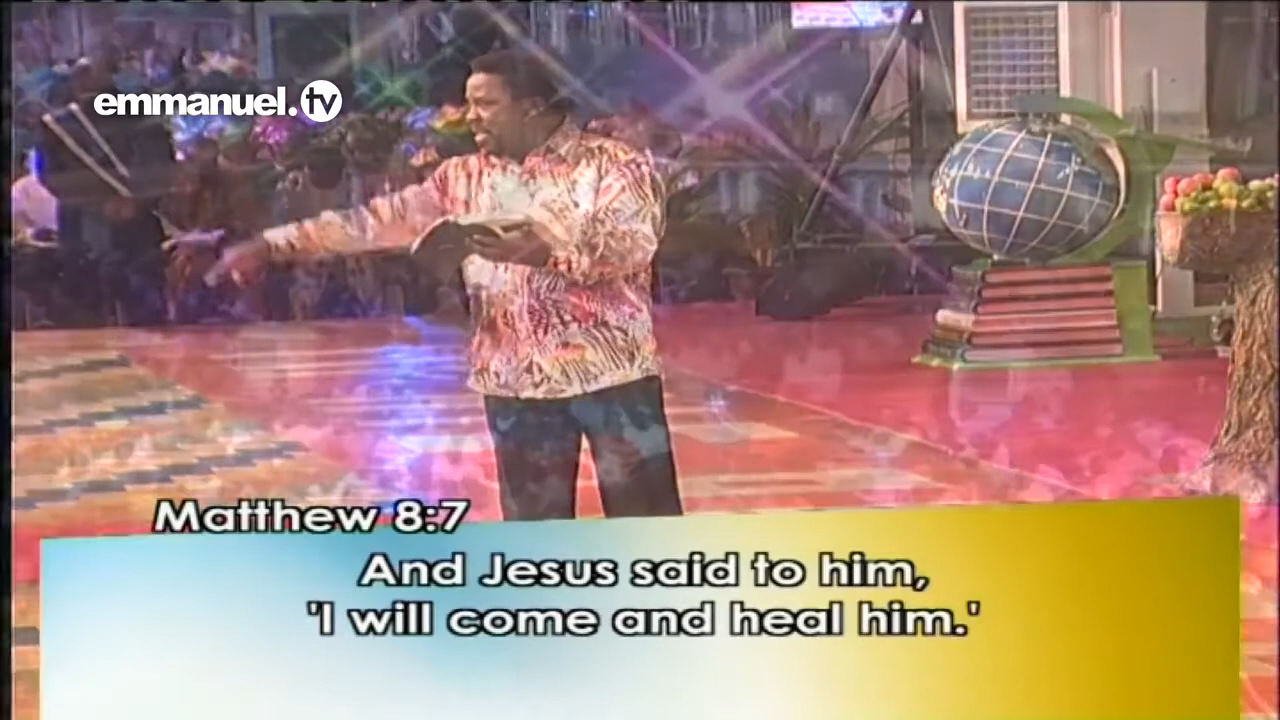 emmanuel.tv
Matthew 8:7
And Jesus said to him,
'I will come and heal him.'